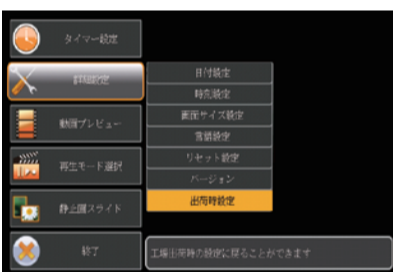 タイマー設定
詳細設定
動画プレビュー
再生モード選択
静止画スライド
終了
日付設定
時刻設定
画面サイズ設定
言語設定
リセット設定
バージョン
出荷時設定
工場出荷時の設定に戻ることができます